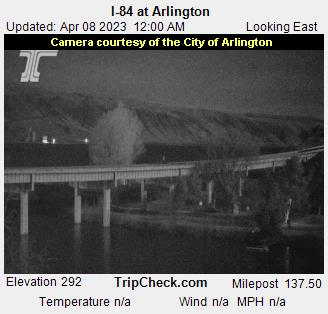 I-84 at Arlington
Updated: Apr 08 2023 12:00 AM Looking East
Camera courtesy of the City of Arlington
Elevation 292 TripCheck.com Milepost 137.50
Temperature n/a Wind n/a MPH n/a